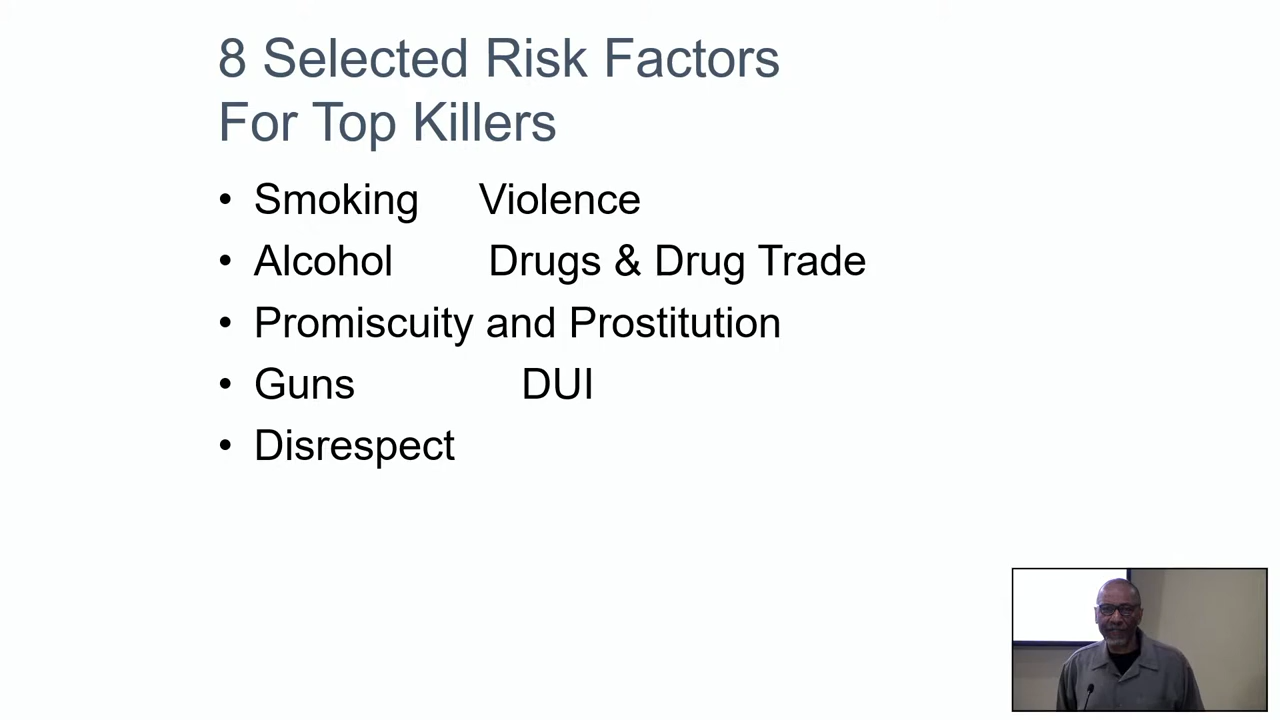 8 Selected Risk Factors
For Top Killers
• Smoking Violence
• Alcohol Drugs & Drug Trade
• Promiscuity and Prostitution
• Guns DUI
• Disrespect